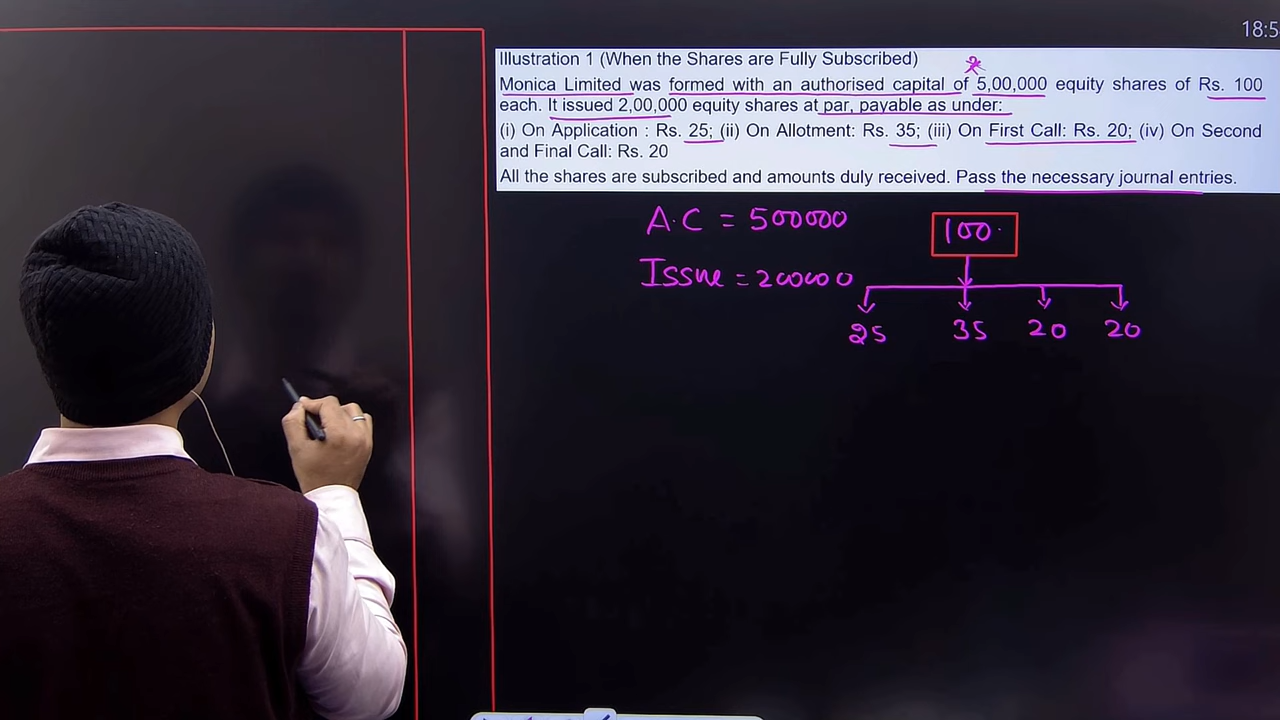 18:5
Illustration 1 (When the Shares are Fully Subscribed)
Monica Limited was formed with an authorised capital of 5,00,000 equity shares of Rs. 100
each. It issued 2,00,000 equity shares at par, payable as under:
(i) On Application : Rs. 25; (ii) On Allotment: Rs. 35; (iii) On First Call: Rs. 20; (iv) On Second
and Final Call: Rs. 20
All the shares are subscribed and amounts duly received. Pass the necessary journal entries.
A.C = 500000
100.
Issue = 200000
25 35 20 20